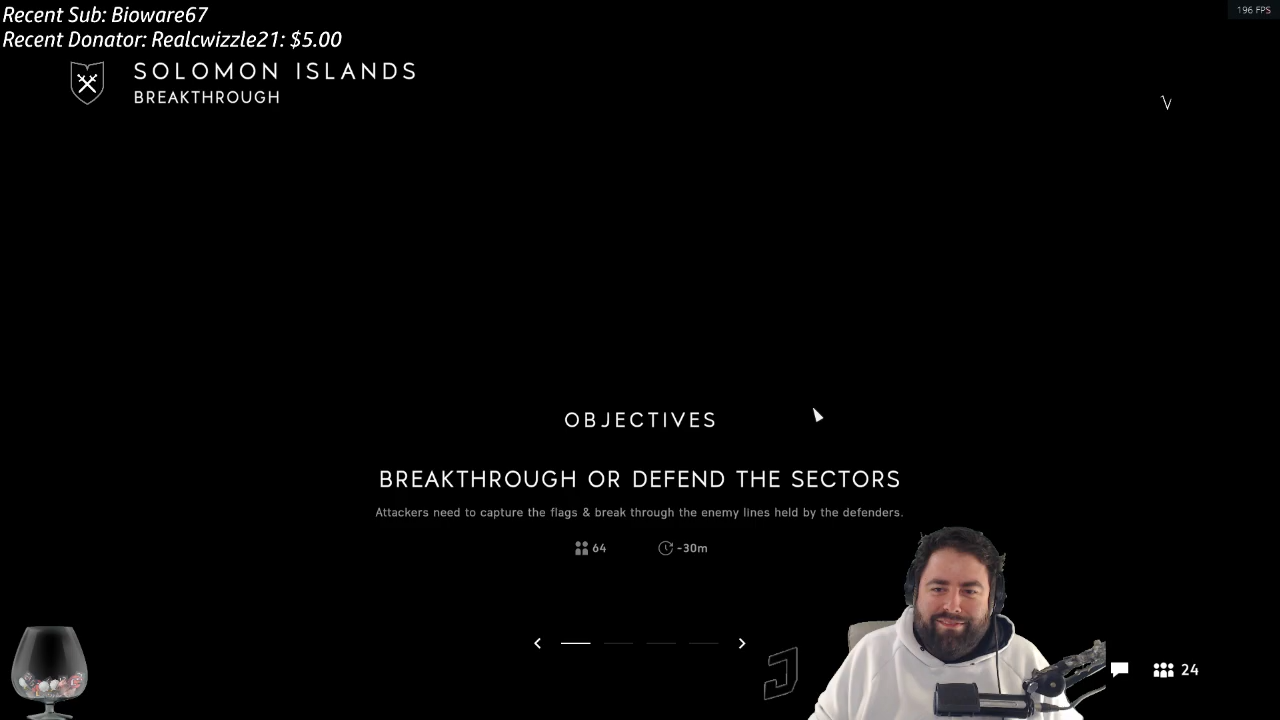 Recent Sub: Bioware67
Recent Donator: Realcwizzle21: $5.00
196 FPS
SOLOMON ISLANDS
BREAKTHROUGH
OBJECTIVES
BREAKTHROUGH OR DEFEND THE SECTORS
Attackers need to capture the flags & break through the enemy lines held by the defenders.
64 -30m
J
24